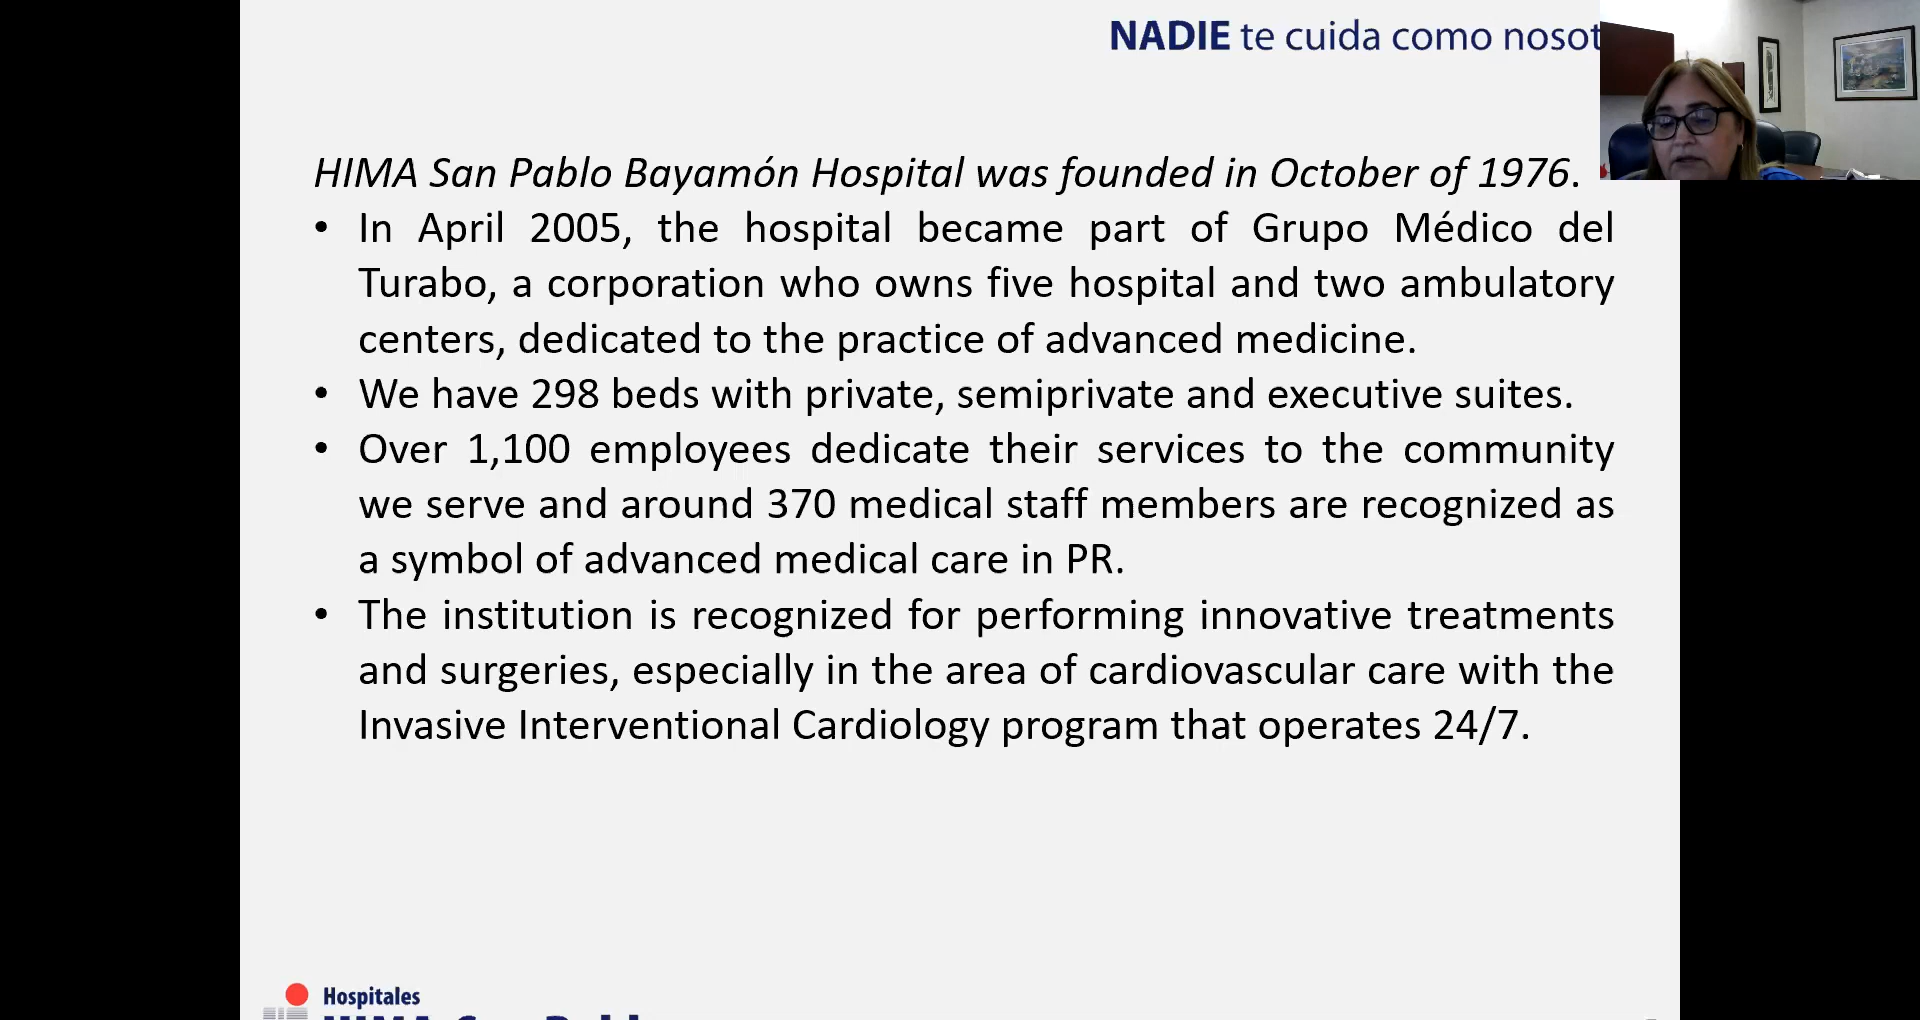 NADIE te cuida como nosot
HIMA San Pablo Bayamón Hospital was founded in October of 1976.
• In April 2005, the hospital became part of Grupo Médico del
Turabo, a corporation who owns five hospital and two ambulatory
centers, dedicated to the practice of advanced medicine.
• We have 298 beds with private, semiprivate and executive suites.
• Over 1,100 employees dedicate their services to the community
we serve and around 370 medical staff members are recognized as
a symbol of advanced medical care in PR.
• The institution is recognized for performing innovative treatments
and surgeries, especially in the area of cardiovascular care with the
Invasive Interventional Cardiology program that operates 24/7.
Hospitales
HIMA San Pablo